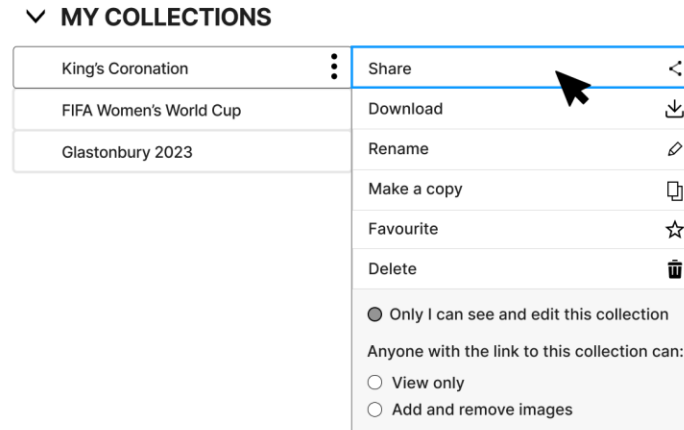 MY COLLECTIONS
King's Coronation
FIFA Women's World Cup
Glastonbury 2023
Share
Download
Rename
Make a copy
Favourite
Delete
Only I can see and edit this collection
Anyone with the link to this collection can:
View only
Add and remove images